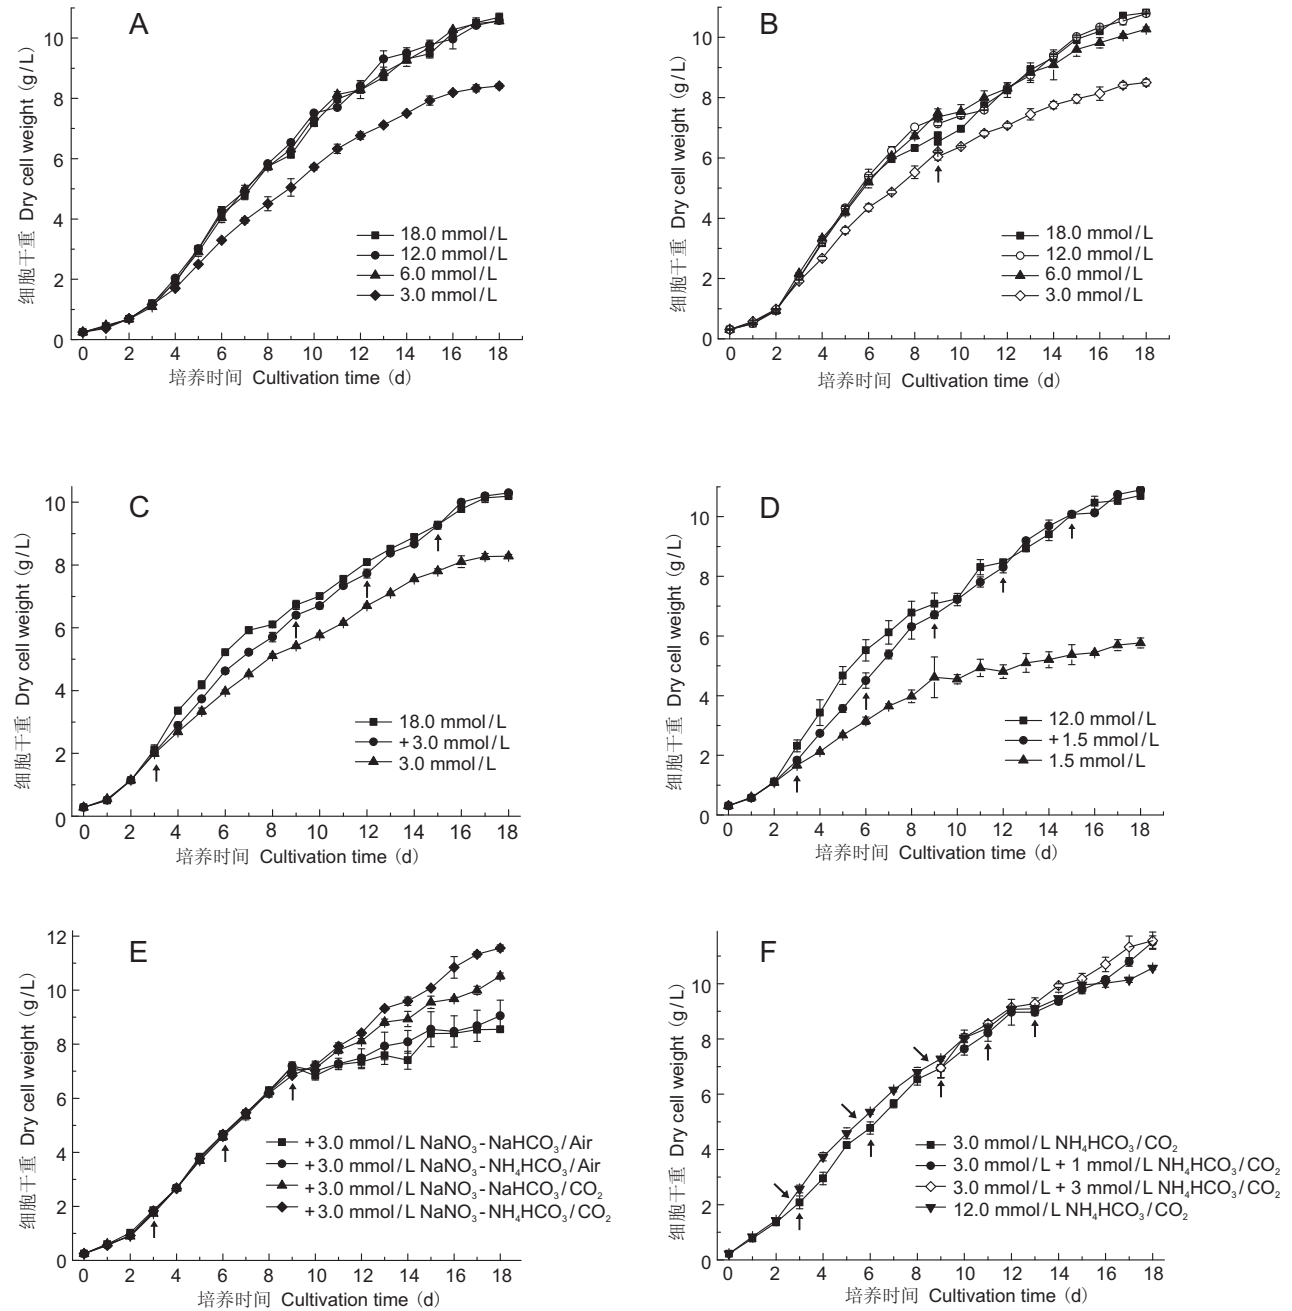 A
细胞干重 Dry cell weight (g/L)
10
8
6
4
2
0
18.0 mmol/L
12.0 mmol/L
6.0 mmol/L
3.0 mmol/L
0 2 4 6 8 10 12 14 16 18
培养时间 Cultivation time (d)
B
细胞干重 Dry cell weight (g/L)
10
8
6
4
2
0
18.0 mmol/L
12.0 mmol/L
6.0 mmol/L
3.0 mmol/L
0 2 4 6 8 10 12 14 16 18
培养时间 Cultivation time (d)
C
细胞干重 Dry cell weight (g/L)
10
8
6
4
2
0
18.0 mmol/L
+3.0 mmol/L
3.0 mmol/L
0 2 4 6 8 10 12 14 16 18
培养时间 Cultivation time (d)
D
细胞干重 Dry cell weight (g/L)
10
8
6
4
2
0
12.0 mmol/L
+1.5 mmol/L
1.5 mmol/L
0 2 4 6 8 10 12 14 16 18
培养时间 Cultivation time (d)
E
细胞干重 Dry cell weight (g/L)
12
10
8
6
4
2
0
+3.0 mmol/L NaNO₃-NaHCO₃/Air
+3.0 mmol/L NaNO₃-NH₄HCO₃/Air
+3.0 mmol/L NaNO₃-NaHCO₃/CO₂
+3.0 mmol/L NaNO₃-NH₄HCO₃/CO₂
0 2 4 6 8 10 12 14 16 18
培养时间 Cultivation time (d)
F
细胞干重 Dry cell weight (g/L)
10
8
6
4
2
0
3.0 mmol/L NH₄HCO₃/CO₂
3.0 mmol/L + 1 mmol/L NH₄HCO₃/CO₂
3.0 mmol/L + 3 mmol/L NH₄HCO₃/CO₂
12.0 mmol/L NH₄HCO₃/CO₂
0 2 4 6 8 10 12 14 16 18
培养时间 Cultivation time (d)